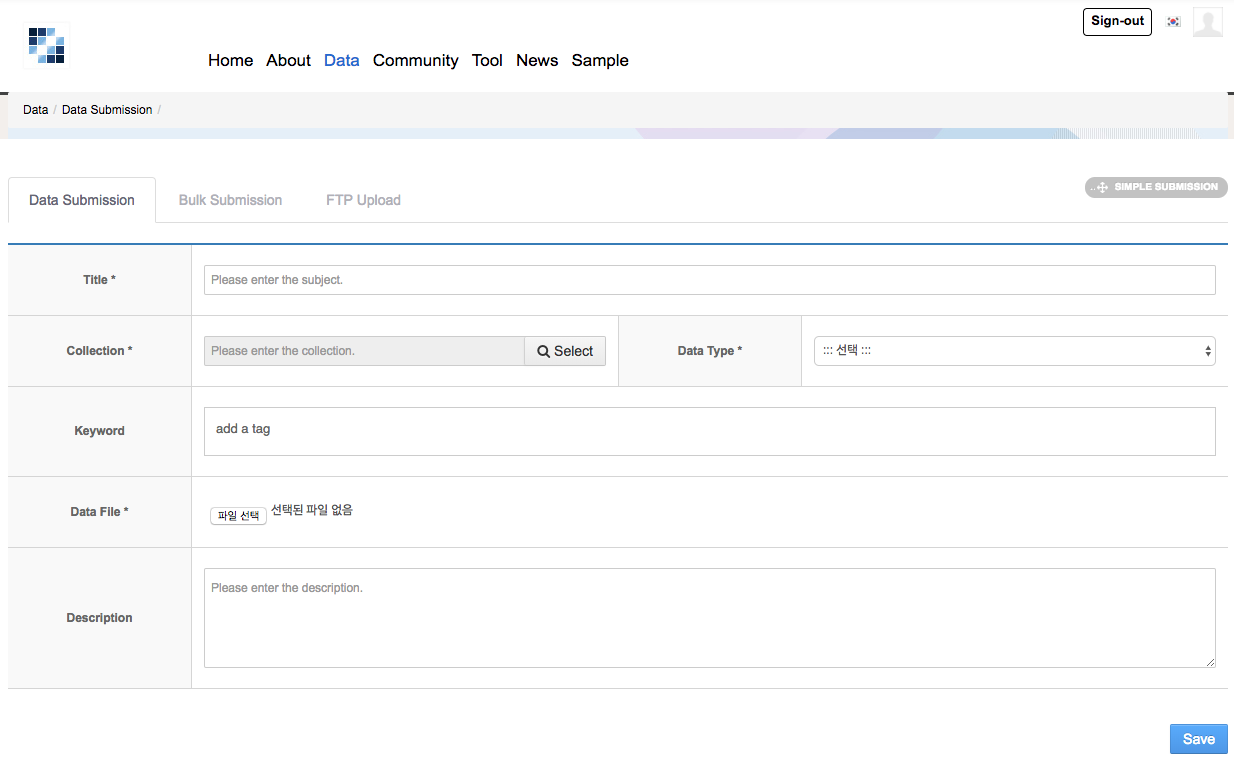 Sign-out
Home About Data Community Tool News Sample
Data / Data Submission /
Data Submission Bulk Submission FTP Upload SIMPLE SUBMISSION
Title * Please enter the subject.
Collection * Please enter the collection. Select Data Type * ::: 선택 :::
Keyword add a tag
Data File * 파일 선택 선택된 파일 없음
Description Please enter the description.
Save